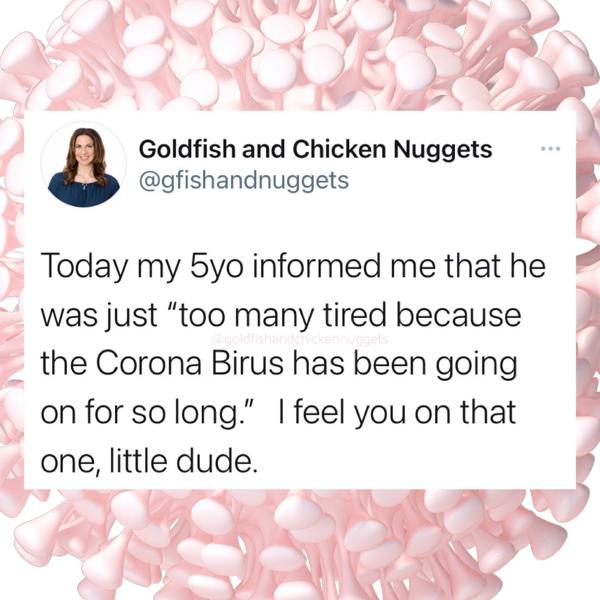 Goldfish and Chicken Nuggets
@gfishandnuggets
Today my 5yo informed me that he
was just “too many tired because
@goldfishandchickennuggets
the Corona Birus has been going
on for so long.”   I feel you on that
one, little dude.